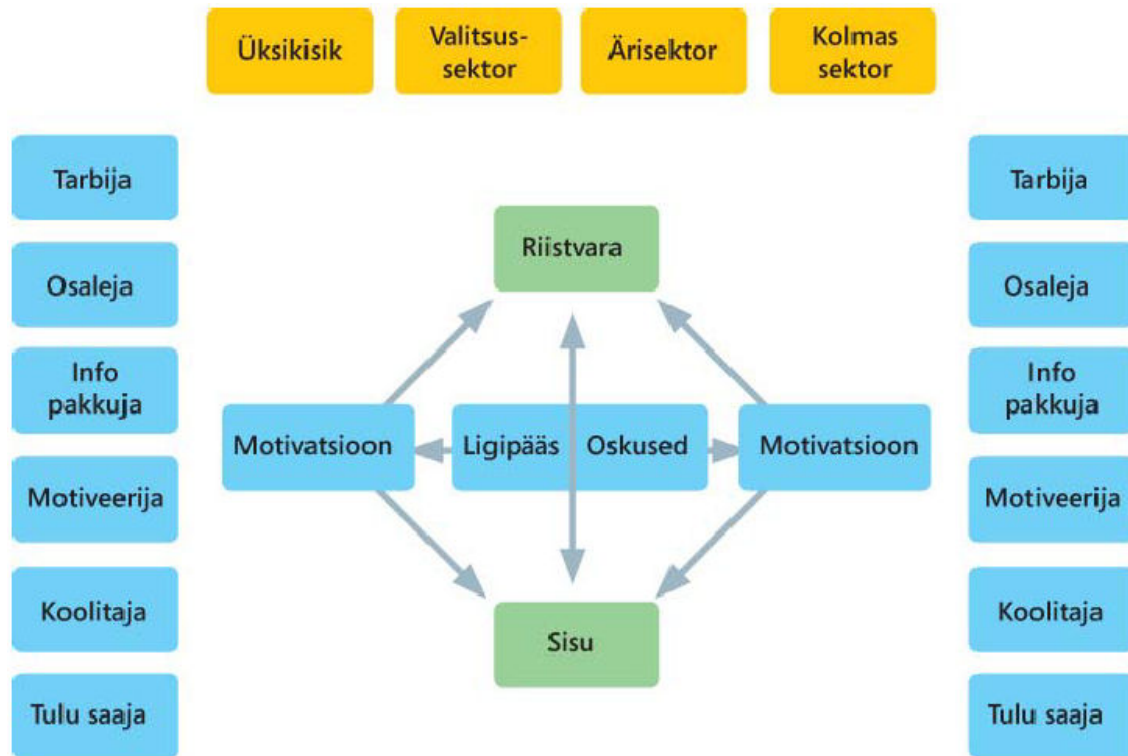 Üksikisik
Valitsus-
sektor
Ärisektor
Kolmas
sektor
Tarbija
Osaleja
Info
pakkuja
Motiveerija
Koolitaja
Tulu saaja
Riistvara
Motivatsioon
Ligipääs
Oskused
Motivatsioon
Sisu
Tarbija
Osaleja
Info
pakkuja
Motiveerija
Koolitaja
Tulu saaja